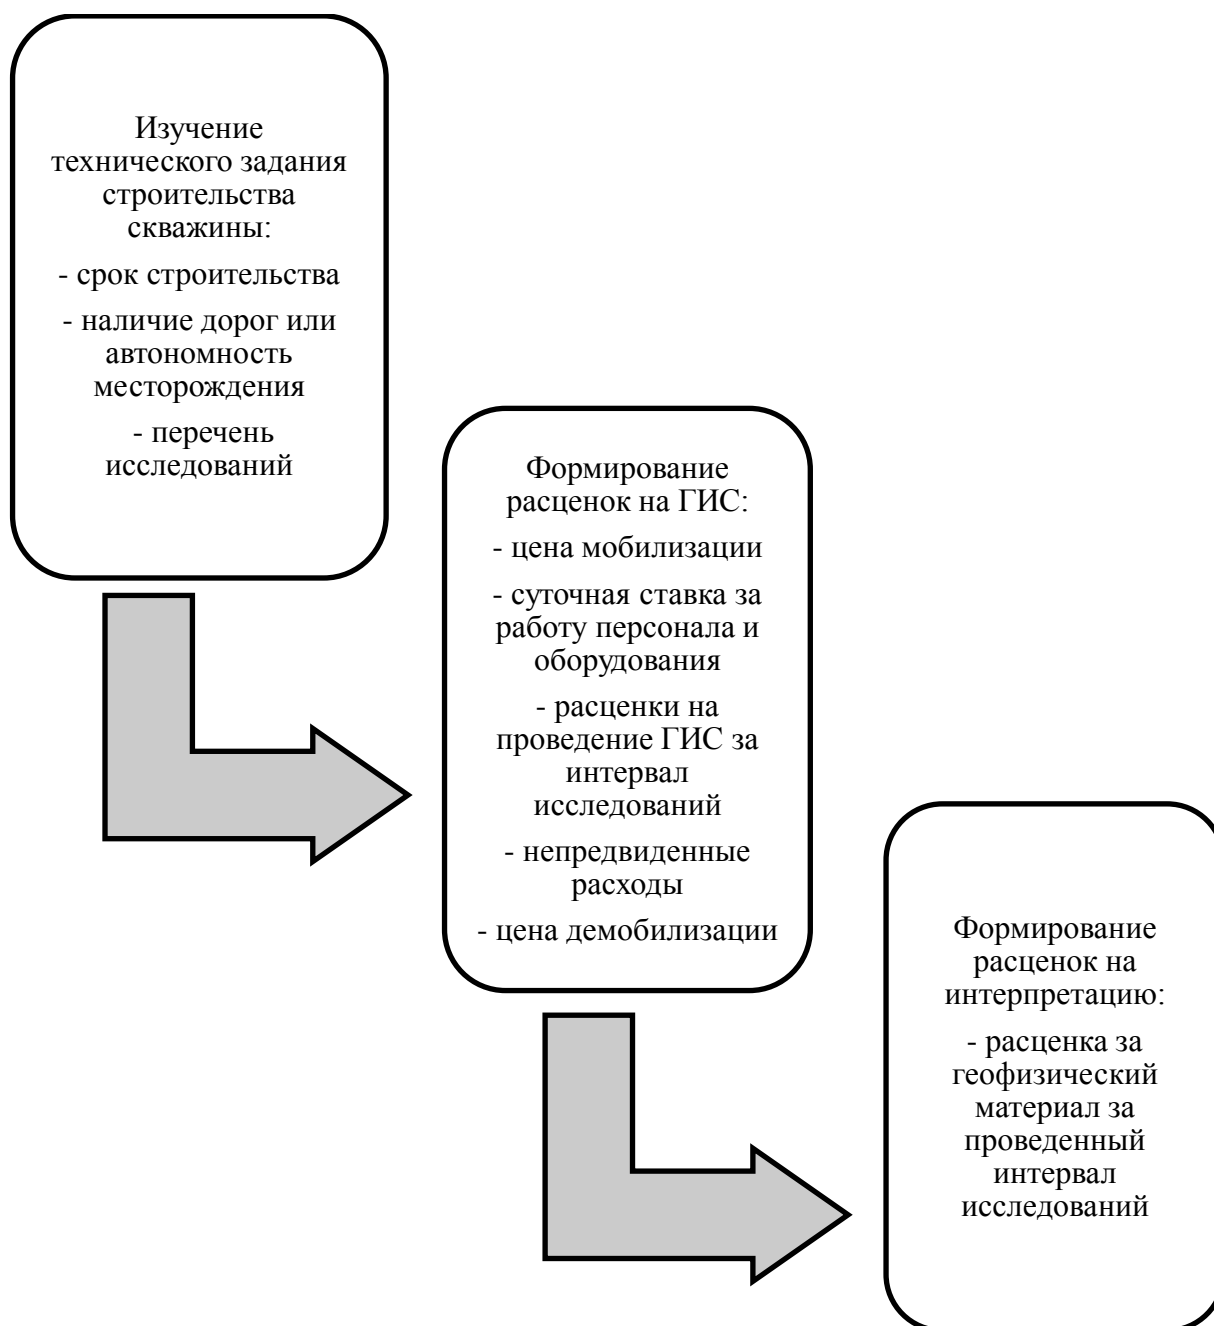 Изучение
технического задания
строительства
скважины:
- срок строительства
- наличие дорог или
автономность
месторождения
- перечень
исследований
Формирование
расценок на ГИС:
- цена мобилизации
- суточная ставка за
работу персонала и
оборудования
- расценки на
проведение ГИС за
интервал
исследований
- непредвиденные
расходы
- цена демобилизации
Формирование
расценок на
интерпретацию:
- расценка за
геофизический
материал за
проведенный
интервал
исследований